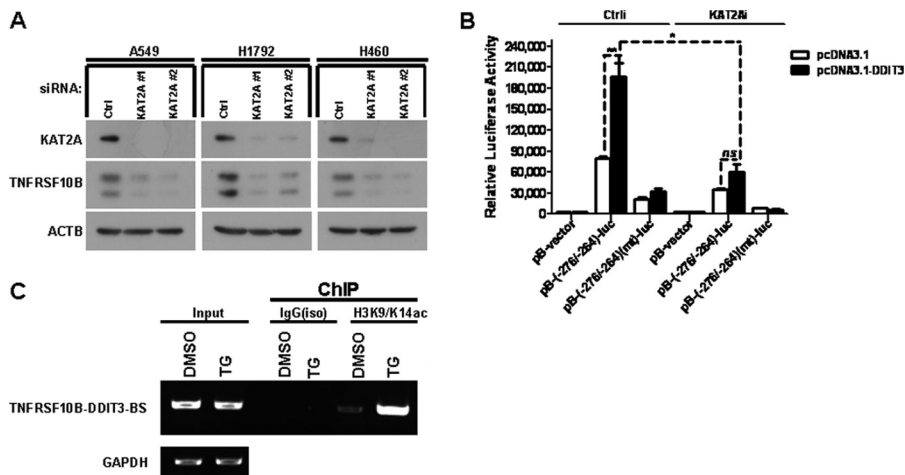 A
A549
H1792
H460
siRNA:
Ctrl
KAT2A #1
KAT2A #2
Ctrl
KAT2A #1
KAT2A #2
Ctrl
KAT2A #1
KAT2A #2
KAT2A
TNFRSF10B
ACTB
B
Ctrli
KAT2Ai
Relative Luciferase Activity
240,000
210,000
180,000
150,000
120,000
90,000
60,000
30,000
0
**
*
ns
pcDNA3.1
pcDNA3.1-DDIT3
pB-vector
pB-(-276/-264)-luc
pB-(-276/-264)(mt)-luc
pB-vector
pB-(-276/-264)-luc
pB-(-276/-264)(mt)-luc
C
ChIP
Input
IgG(iso)
H3K9/K14ac
DMSO
TG
DMSO
TG
DMSO
TG
TNFRSF10B-DDIT3-BS
GAPDH